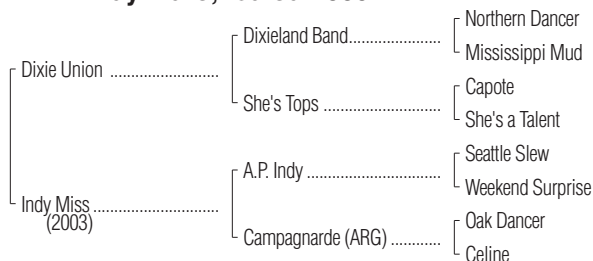 Dixieland Band
Northern Dancer
Mississippi Mud
Dixie Union
She's Tops
Capote
She's a Talent
A.P. Indy
Seattle Slew
Weekend Surprise
Indy Miss
(2003)
Campagnarde (ARG)
Oak Dancer
Celine